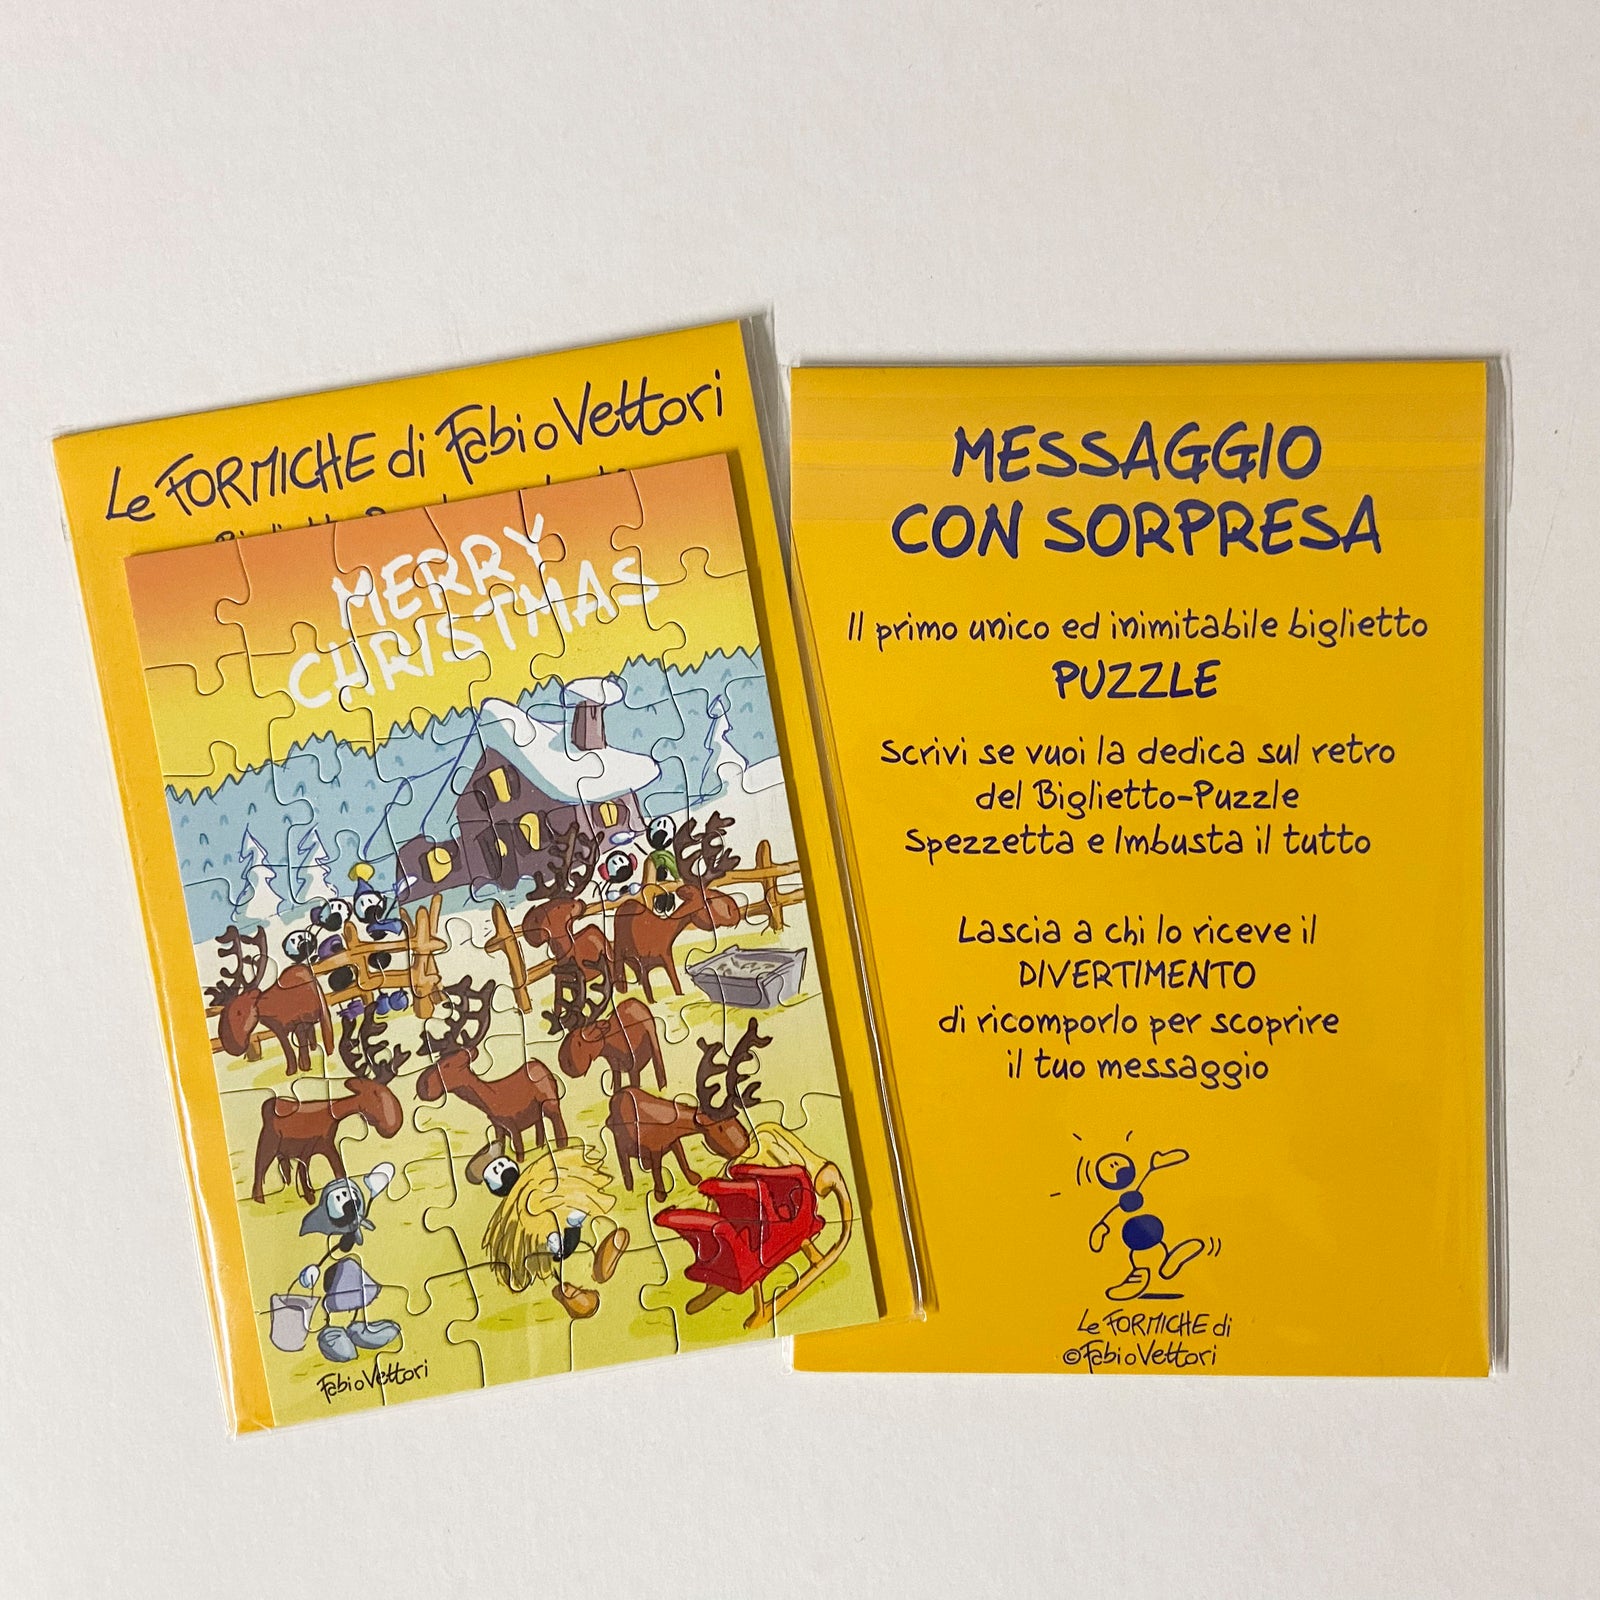 Le FORMICHE di Fabio Vettori
MERRY
CHRISTMAS
Fabio Vettori
MESSAGGIO
CON SORPRESA
Il primo unico ed inimitabile biglietto
PUZZLE
Scrivi se vuoi la dedica sul retro
del Biglietto-Puzzle
Spezzetta e Imbusta il tutto
Lascia a chi lo riceve il
DIVERTIMENTO
di ricomporlo per scoprire
il tuo messaggio
Le FORMICHE di
©Fabio Vettori